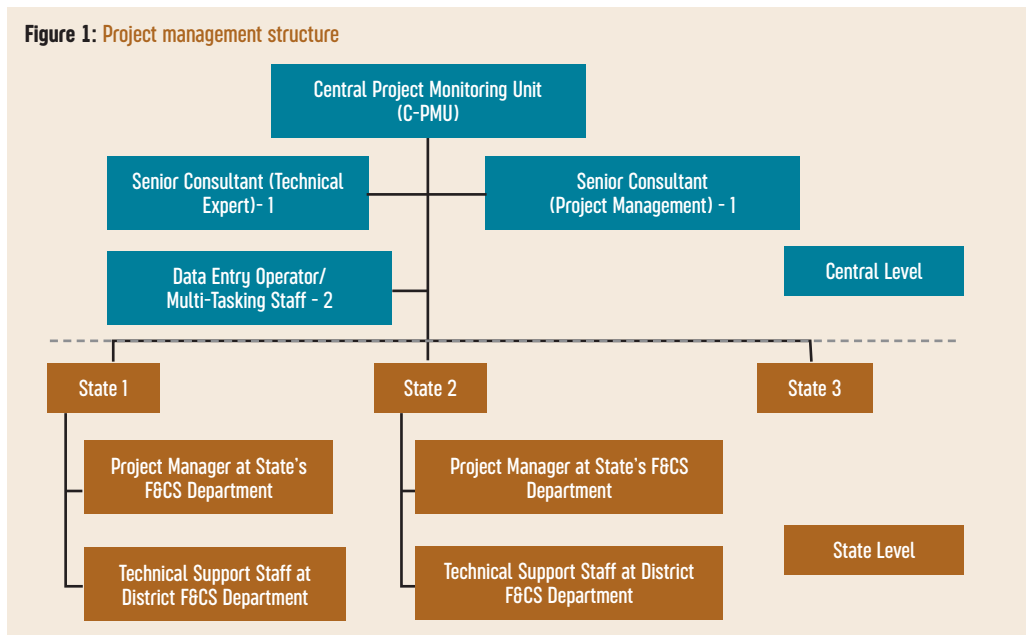 Figure 1: Project management structure
Central Project Monitoring Unit
(C-PMU)
Senior Consultant (Technical
Expert)- 1
Senior Consultant
(Project Management) - 1
Data Entry Operator/
Multi-Tasking Staff - 2
Central Level
State 1
State 2
State 3
Project Manager at State's
F&CS Department
Project Manager at State's F&CS
Department
State Level
Technical Support Staff at
District F&CS Department
Technical Support Staff at District
F&CS Department